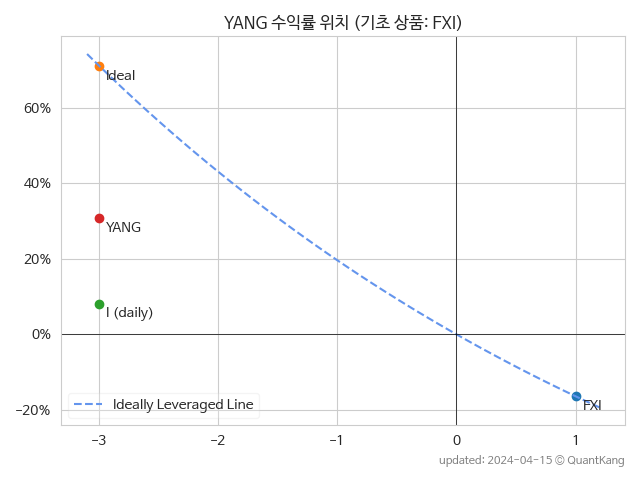 YANG 수익률 위치 (기초 상품: FXI)
Ideal
60%
40%
YANG
20%
I (daily)
0%
Ideally Leveraged Line
FXI
−20%
−3
−2
−1
0
1
updated: 2024-04-15 © QuantKang